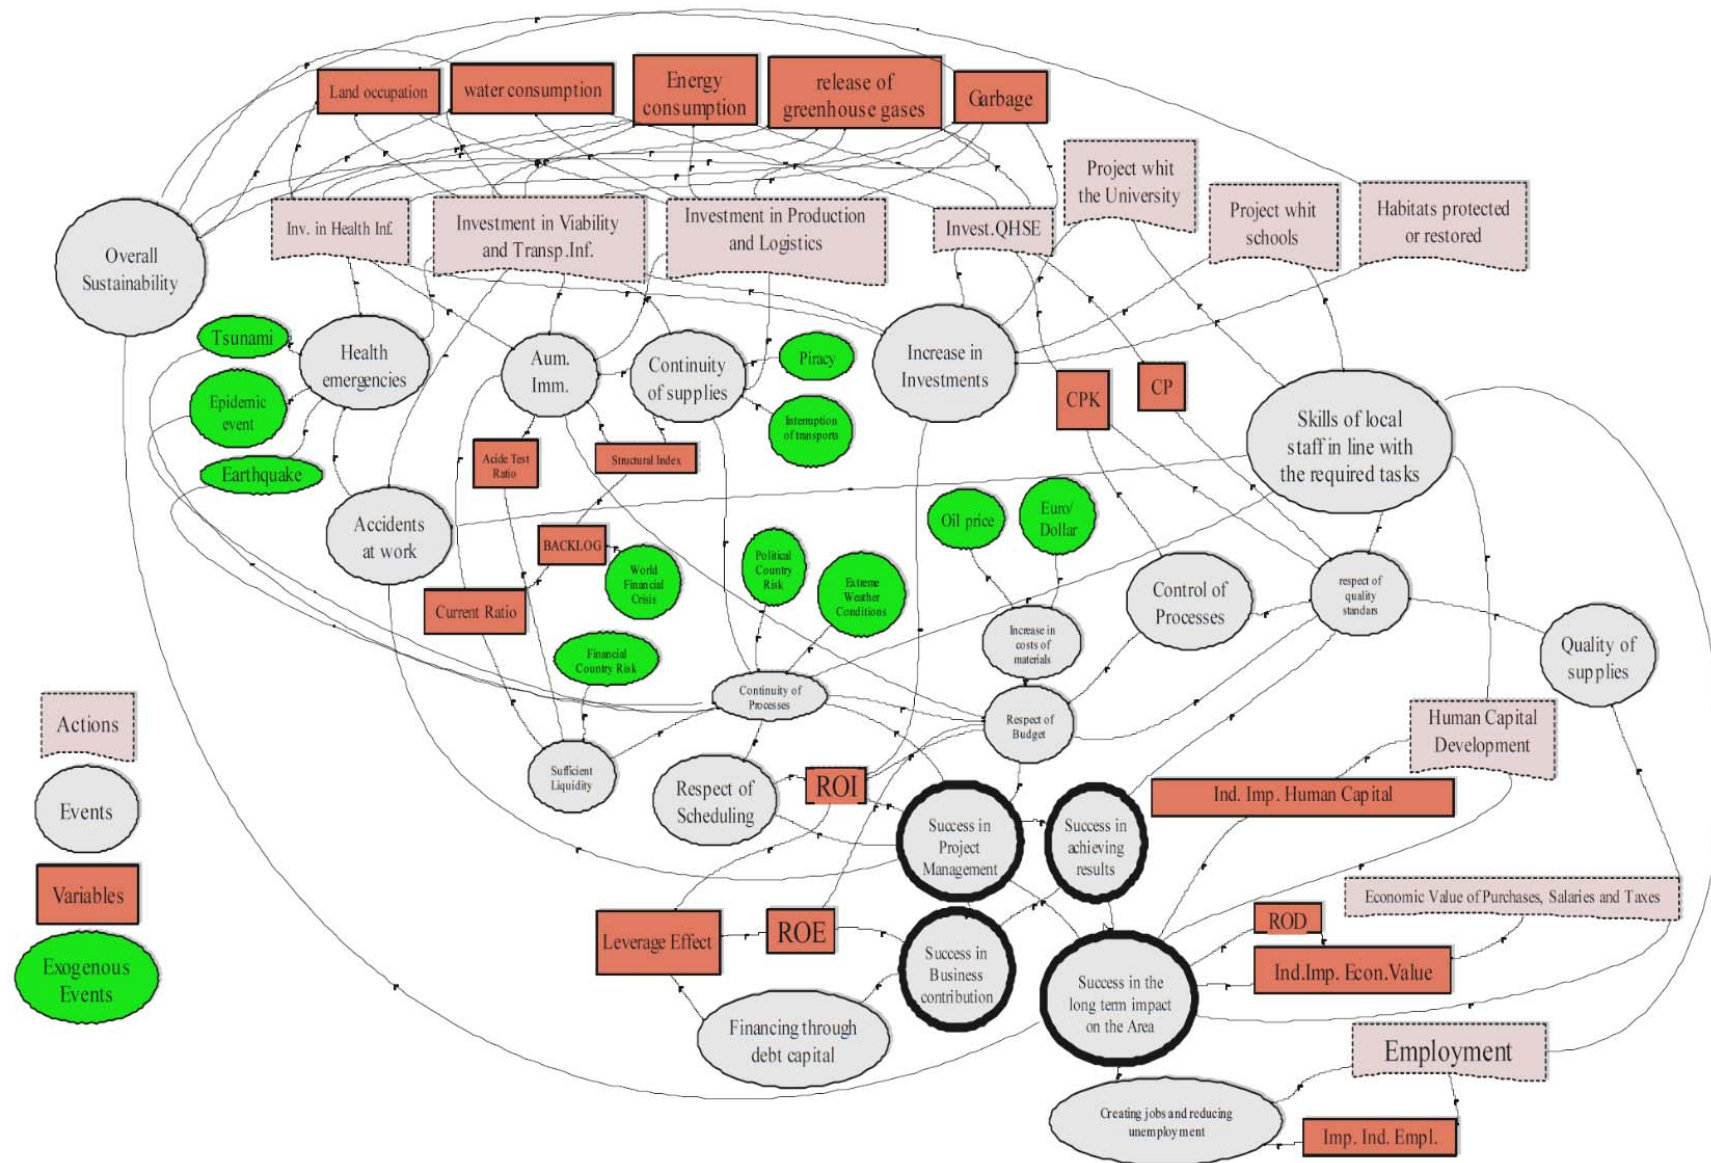 Land occupation
water consumption
Energy
consumption
release of
greenhouse gases
Garbage
Project whit
the University
Project whit
schools
Habitats protected
or restored
Overall
Sustainability
Inv. in Health Inf.
Investment in Viability
and Transp.Inf.
Investment in Production
and Logistics
Invest.QHSE
Tsunami
Health
emergencies
Aum.
Imm.
Continuity
of supplies
Piracy
Increase in
Investments
CPK
CP
Epidemic
event
Interruption
of transports
Skills of local
staff in line with
the required tasks
Earthquake
Acide Test
Ratio
Structural Index
Accidents
at work
Oil price
Euro/
Dollar
BACKLOG
World
Financial
Crisis
Political
Country
Risk
Extreme
Weather
Conditions
Control of
Processes
respect of
quality
standars
Current Ratio
Increase in
costs of
materials
Quality of
supplies
Financial
Country Risk
Continuity of
Processes
Respect of
Budget
Actions
Human Capital
Development
Sufficient
Liquidity
Respect of
Scheduling
ROI
Ind. Imp. Human Capital
Events
Success in
Project
Management
Success in
achieving
results
Variables
Economic Value of Purchases, Salaries and Taxes
Leverage Effect
ROE
ROD
Success in
Business
contribution
Ind.Imp. Econ.Value
Exogenous
Events
Success in the
long term impact
on the Area
Financing through
debt capital
Employment
Creating jobs and reducing
unemployment
Imp. Ind. Empl.